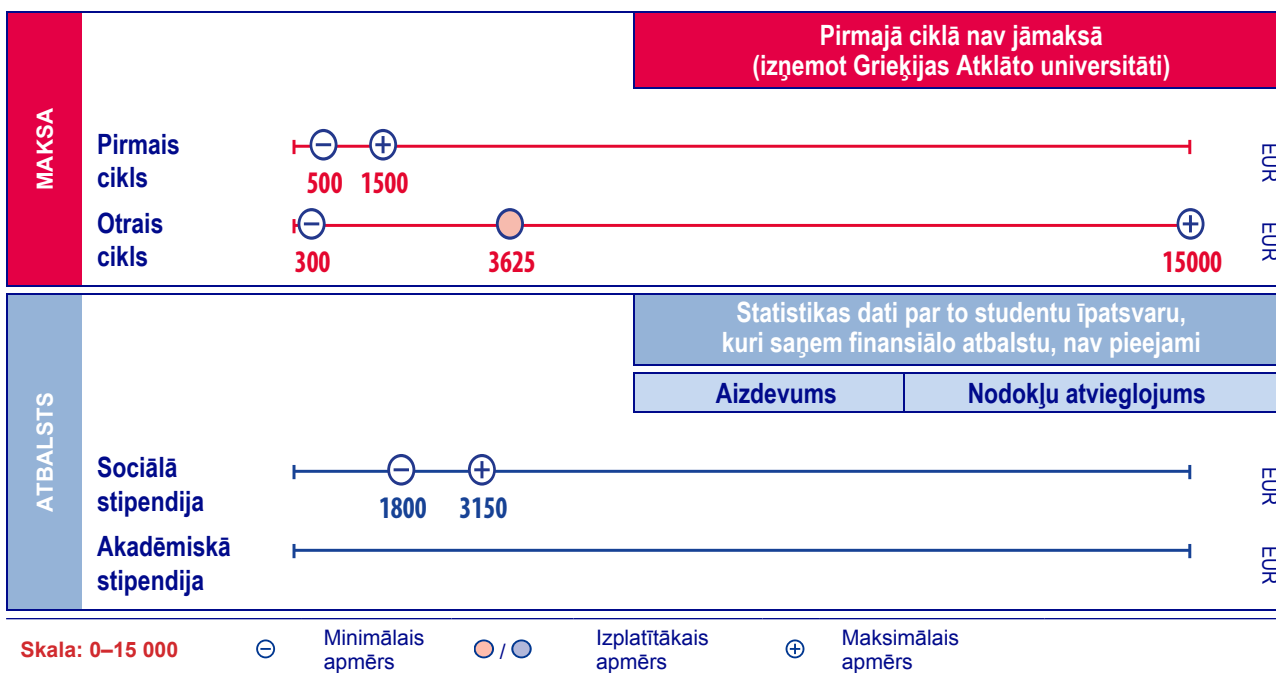 Pirmajā ciklā nav jāmaksā
(izņemot Grieķijas Atklāto universitāti)
MAKSA
Pirmais
cikls
500 1500
EUR
Otrais
cikls
300 3625 15000
EUR
Statistikas dati par to studentu īpatsvaru,
kuri saņem finansiālo atbalstu, nav pieejami
Aizdevums Nodokļu atvieglojums
ATBALSTS
Sociālā
stipendija
1800 3150
EUR
Akadēmiskā
stipendija
EUR
Skala: 0–15 000
Minimālais
apmērs
/
Izplatītākais
apmērs
Maksimālais
apmērs